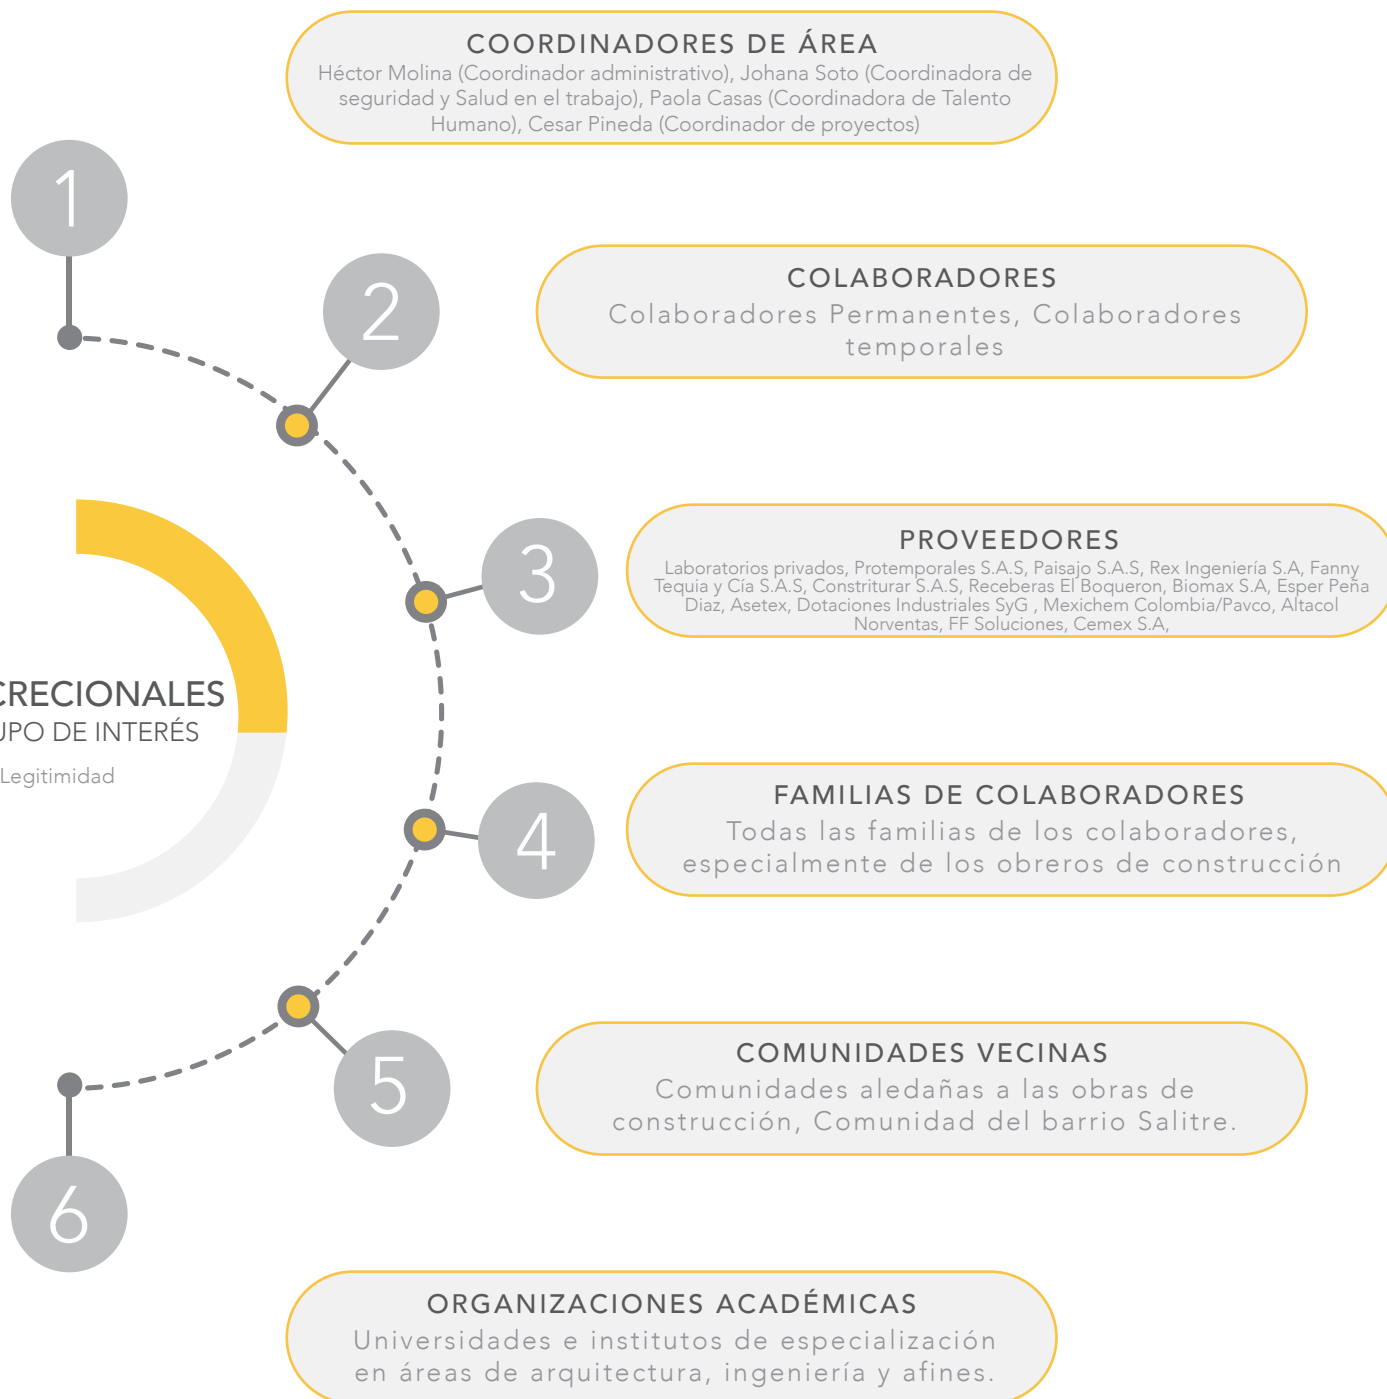 COORDINADORES DE ÁREA
Héctor Molina (Coordinador administrativo), Johana Soto (Coordinadora de
seguridad y Salud en el trabajo), Paola Casas (Coordinadora de Talento
Humano), Cesar Pineda (Coordinador de proyectos)
1
2
COLABORADORES
Colaboradores Permanentes, Colaboradores
temporales
3
PROVEEDORES
Laboratorios privados, Protemporales S.A.S, Paisajo S.A.S, Rex Ingeniería S.A, Fanny
Tequia y Cía S.A.S, Constriturar S.A.S, Receberas El Boqueron, Biomax S.A, Esper Peña
Diaz, Asetex, Dotaciones Industriales SyG , Mexichem Colombia/Pavco, Altacol
Norventas, FF Soluciones, Cemex S.A,
CRECIONALES
UPO DE INTERÉS
Legitimidad
4
FAMILIAS DE COLABORADORES
Todas las familias de los colaboradores,
especialmente de los obreros de construcción
5
COMUNIDADES VECINAS
Comunidades aledañas a las obras de
construcción, Comunidad del barrio Salitre.
6
ORGANIZACIONES ACADÉMICAS
Universidades e institutos de especialización
en áreas de arquitectura, ingeniería y afines.